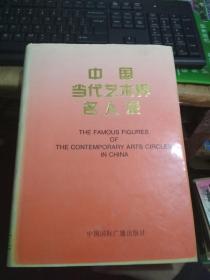 中国
当代艺术界
名人录
THE FAMOUS FIGURES
OF
THE CONTEMPORARY ARTS CIRCLES
IN CHINA
中国国际广播出版社